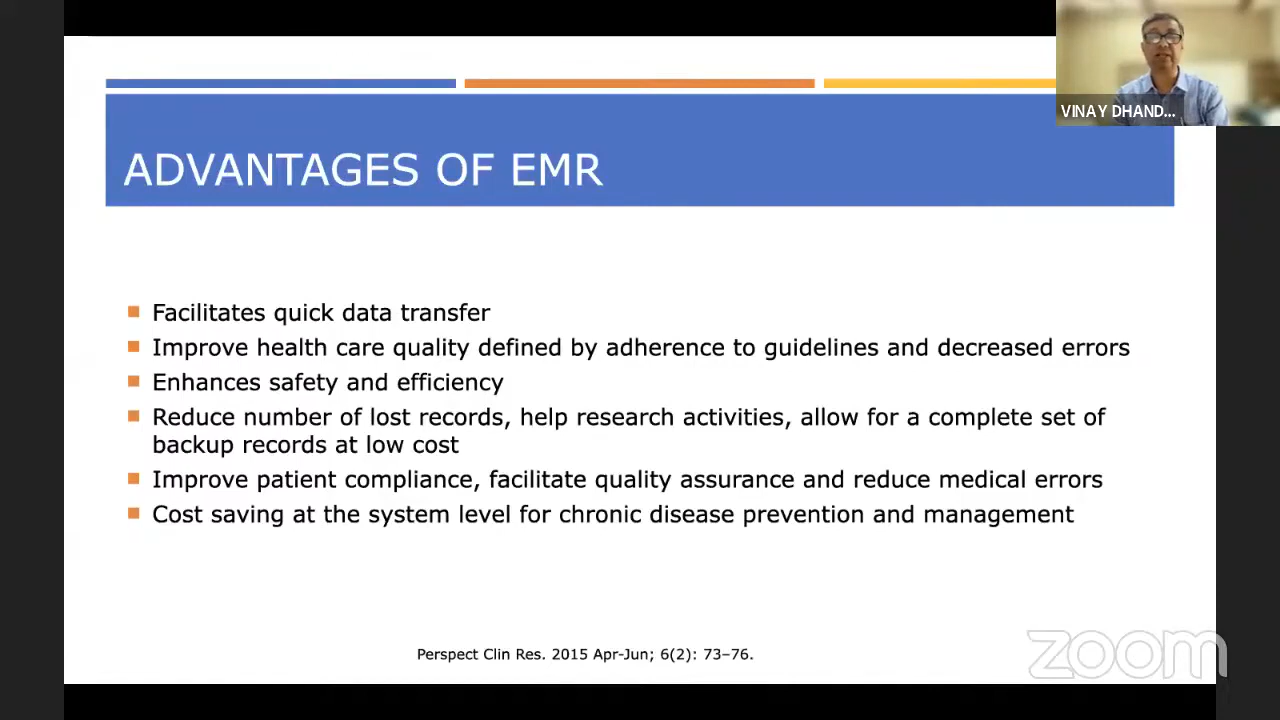 VINAY DHAND...
ADVANTAGES OF EMR
Facilitates quick data transfer
Improve health care quality defined by adherence to guidelines and decreased errors
Enhances safety and efficiency
Reduce number of lost records, help research activities, allow for a complete set of
backup records at low cost
Improve patient compliance, facilitate quality assurance and reduce medical errors
Cost saving at the system level for chronic disease prevention and management
Perspect Clin Res. 2015 Apr-Jun; 6(2): 73–76.
zoom